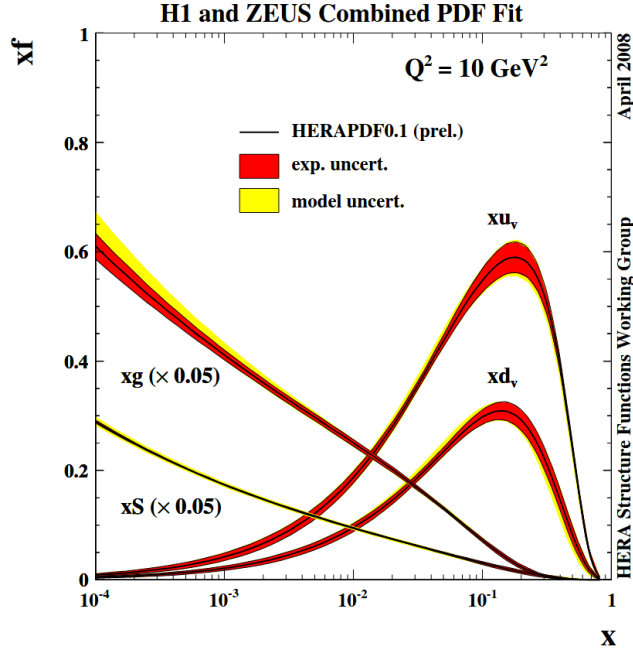 H1 and ZEUS Combined PDF Fit
xf
1
0.8
0.6
0.4
0.2
0
Q² = 10 GeV²
HERAPDF0.1 (prel.)
exp. uncert.
model uncert.
xuᵥ
xg (× 0.05)
xdᵥ
xS (× 0.05)
10⁻⁴
10⁻³
10⁻²
10⁻¹
1
x
HERA Structure Functions Working Group
April 2008